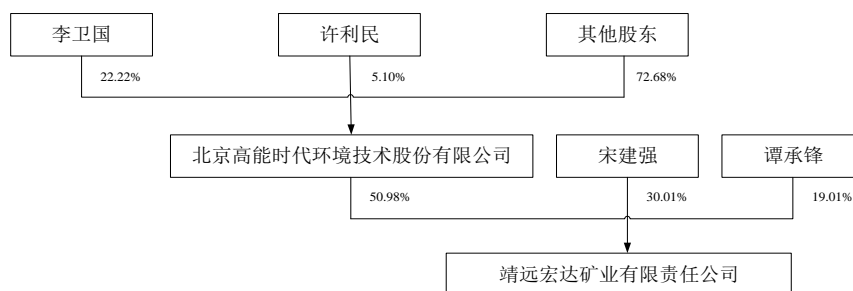 李卫国
许利民
其他股东
22.22%
5.10%
72.68%
北京高能时代环境技术股份有限公司
宋建强
谭承锋
50.98%
30.01%
19.01%
靖远宏达矿业有限责任公司